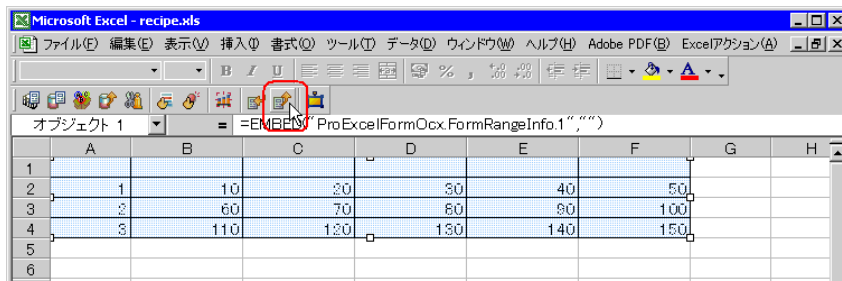 Microsoft Excel - recipe.xls
ファイル(F) 編集(E) 表示(V) 挿入(I) 書式(O) ツール(T) データ(D) ウィンドウ(W) ヘルプ(H) Adobe PDF(B) Excelアクション(A)
B I U % , A
オブジェクト 1 = =EMBED("ProExcelFormOcx.FormRangeInfo.1","")
A B C D E F G H
1
2 1 10 20 30 40 50
3 2 60 70 80 90 100
4 3 110 120 130 140 150
5
6